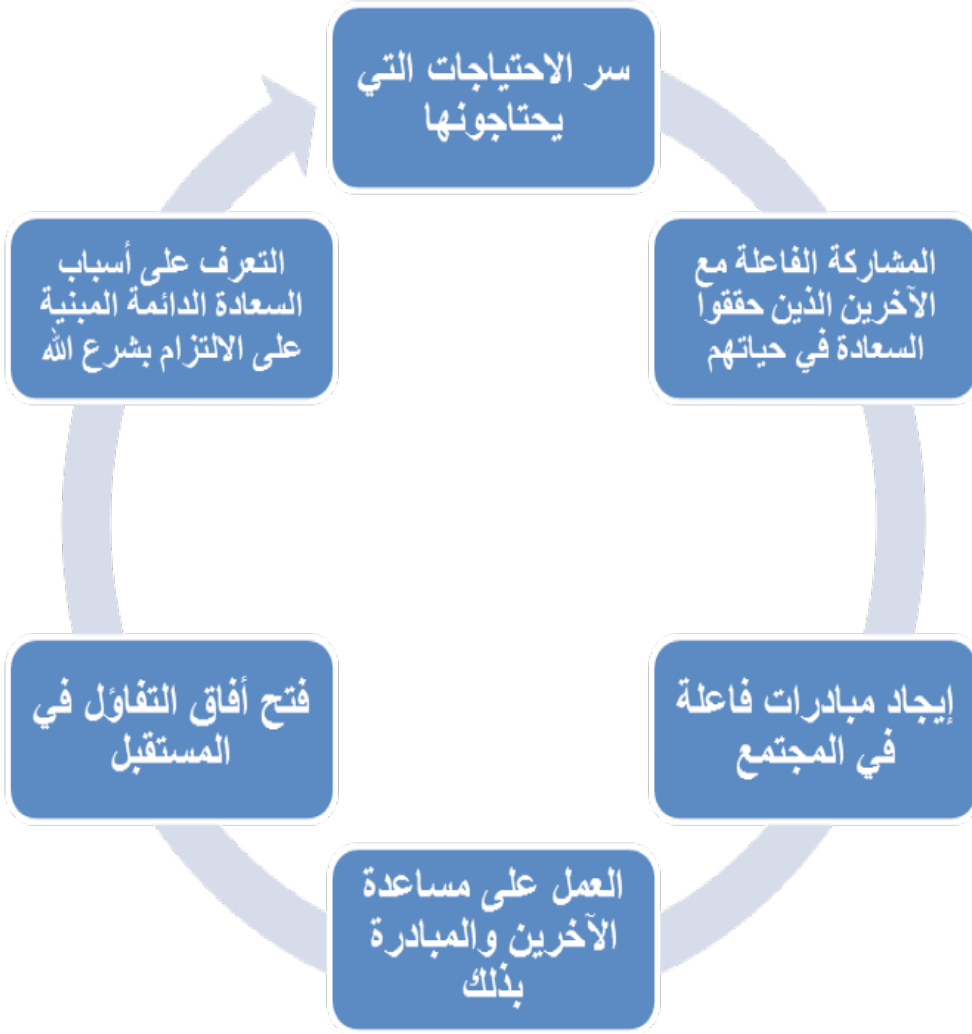 سر الاحتياجات التي
يحتاجونها
المشاركة الفاعلة مع
الآخرين الذين حققوا
السعادة في حياتهم
إيجاد مبادرات فاعلة
في المجتمع
العمل على مساعدة
الآخرين والمبادرة
بذلك
فتح أفاق التفاؤل في
المستقبل
التعرف على أسباب
السعادة الدائمة المبنية
على الالتزام بشرع الله